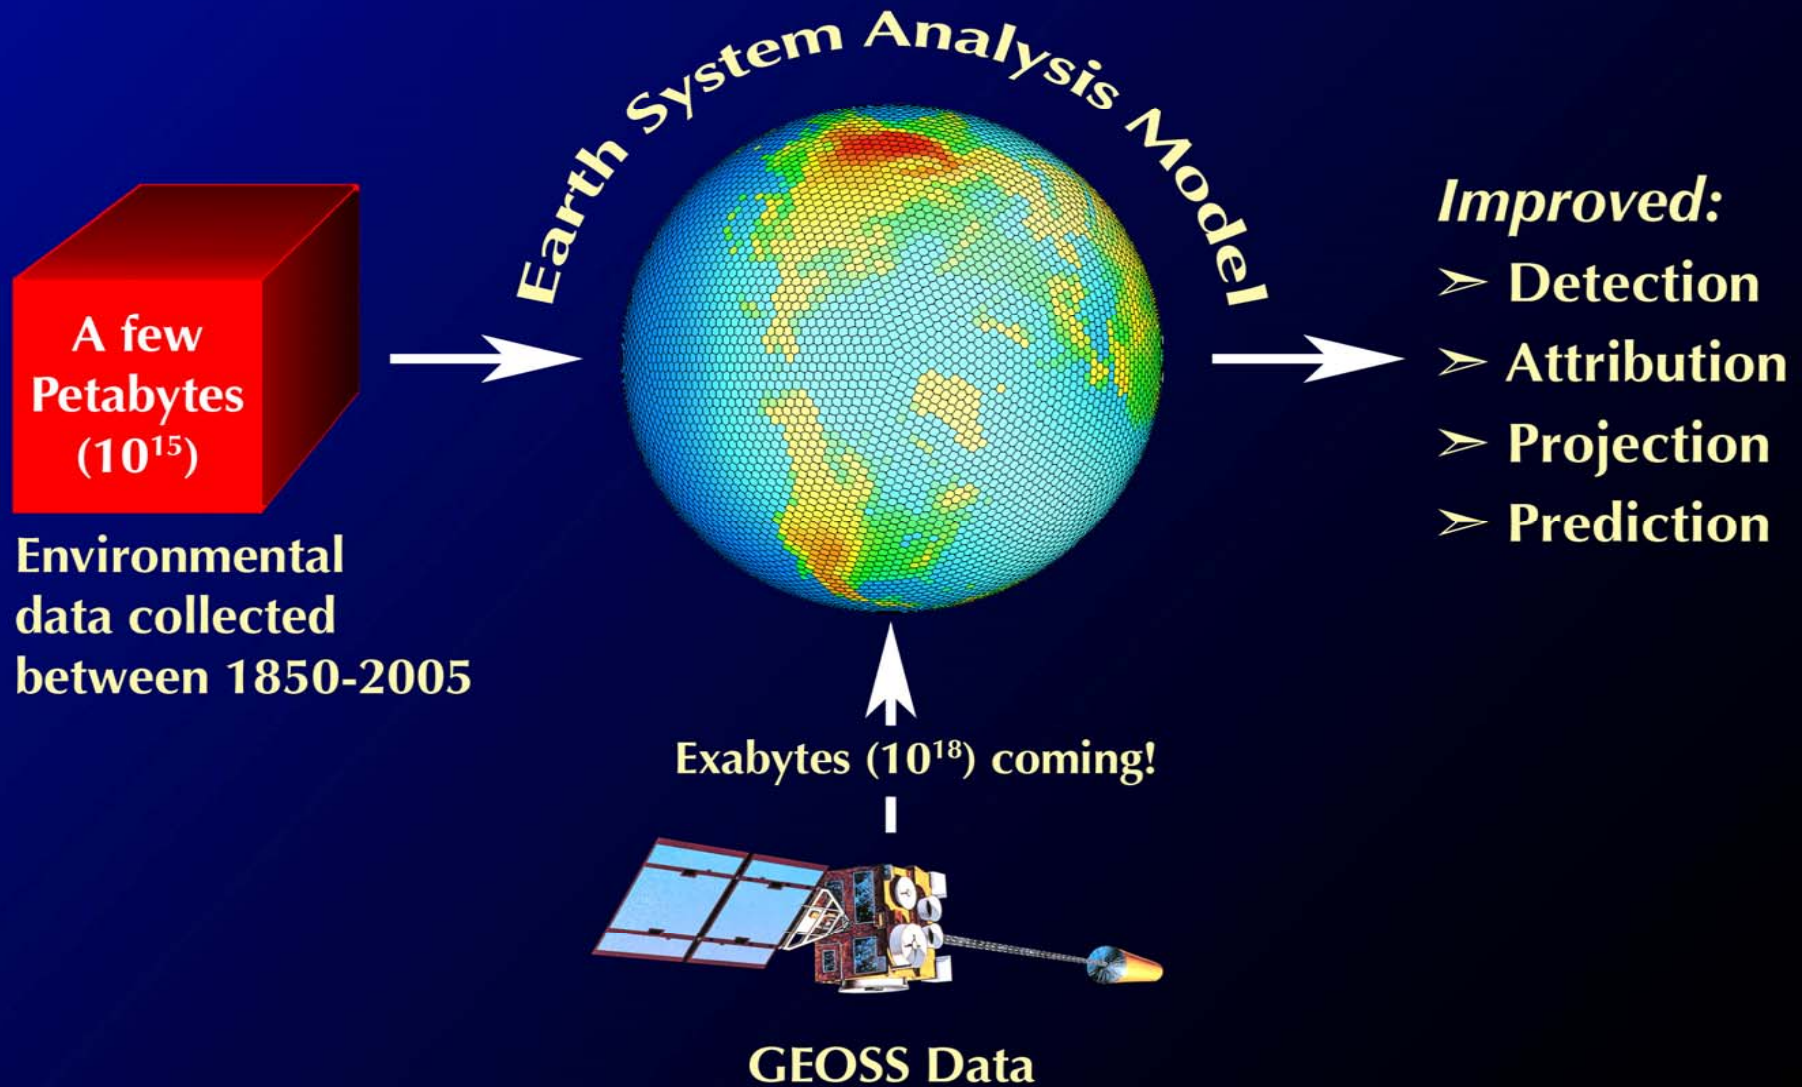 Earth System Analysis Model
A few
Petabytes
(10¹⁵)
Environmental
data collected
between 1850-2005
Improved:
➢ Detection
➢ Attribution
➢ Projection
➢ Prediction
Exabytes (10¹⁸) coming!
GEOSS Data